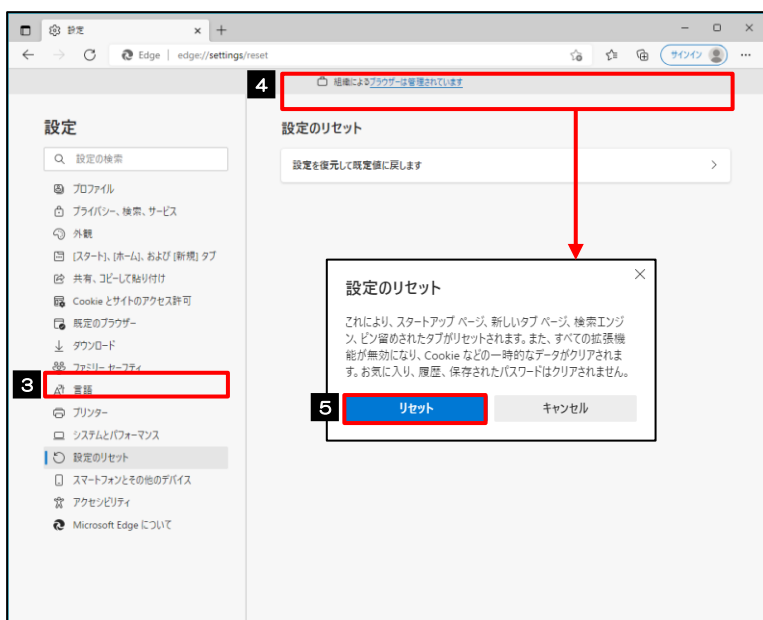 設定
Edge | edge://settings/reset
サインイン
4
組織によるブラウザーは管理されています
設定
設定の検索
プロファイル
プライバシー、検索、サービス
外観
[スタート]、[ホーム]、および [新規] タブ
共有、コピーして貼り付け
Cookie とサイトのアクセス許可
既定のブラウザー
ダウンロード
ファミリー セーフティ
3
言語
プリンター
システムとパフォーマンス
設定のリセット
スマートフォンとその他のデバイス
アクセシビリティ
Microsoft Edge について
設定のリセット
設定を復元して既定値に戻します
設定のリセット
これにより、スタートアップ ページ、新しいタブ ページ、検索エンジ
ン、ピン留めされたタブがリセットされます。また、すべての拡張機
能が無効になり、Cookie などの一時的なデータがクリアされま
す。お気に入り、履歴、保存されたパスワードはクリアされません。
5
リセット
キャンセル